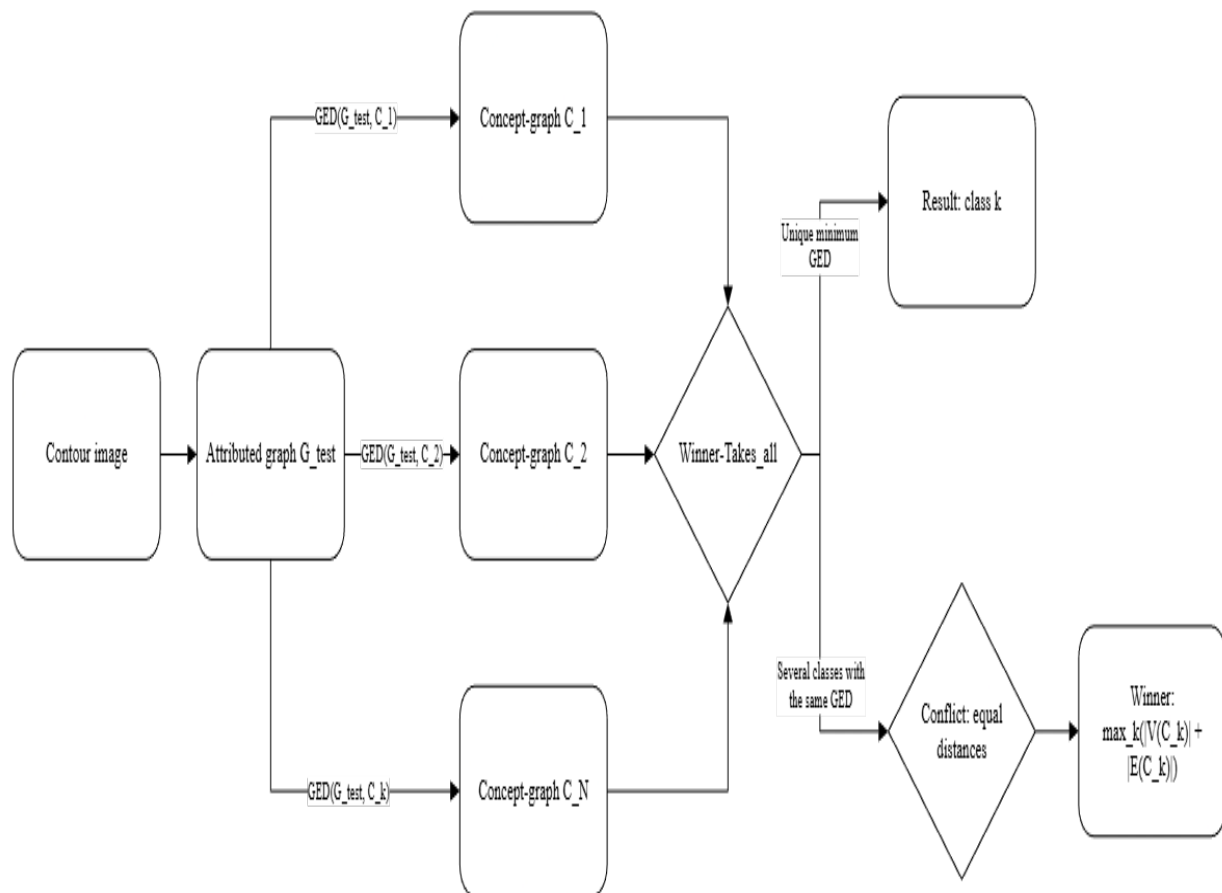 GED(G_test, C_1)
Concept-graph C_1
Result: class k
Unique minimum
GED
Contour image
Attributed graph G_test
GED(G_test, C_2)
Concept-graph C_2
Winner-Takes_all
Several classes with
the same GED
Conflict: equal
distances
Winner:
max_k(|V(C_k)| +
|E(C_k)|)
GED(G_test, C_k)
Concept-graph C_N